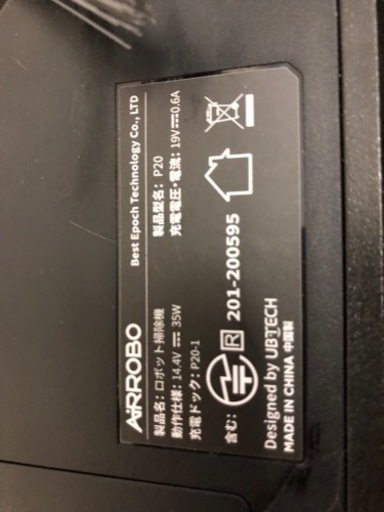 AIRROBO
Best Epoch Technology Co., LTD
製品名: ロボット掃除機
製品型名: P20
動作仕様: 14.4V 35W
充電電圧・電流: 19V 0.6A
充電ドック: P20-1
含む: R 201-200595
Designed by UBTECH
MADE IN CHINA 中国製